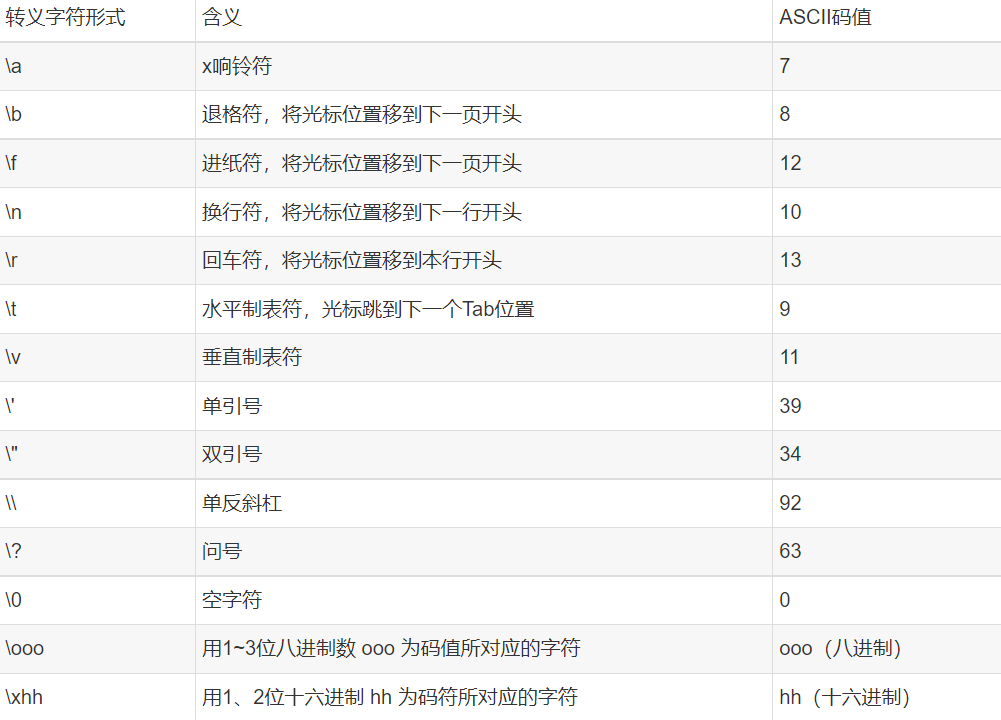 转义字符形式 含义 ASCII码值
\a x响铃符 7
\b 退格符，将光标位置移到下一页开头 8
\f 进纸符，将光标位置移到下一页开头 12
\n 换行符，将光标位置移到下一行开头 10
\r 回车符，将光标位置移到本行开头 13
\t 水平制表符，光标跳到下一个Tab位置 9
\v 垂直制表符 11
\' 单引号 39
\" 双引号 34
\\ 单反斜杠 92
\? 问号 63
\0 空字符 0
\ooo 用1~3位八进制数 ooo 为码值所对应的字符 ooo（八进制）
\xhh 用1、2位十六进制 hh 为码符所对应的字符 hh（十六进制）